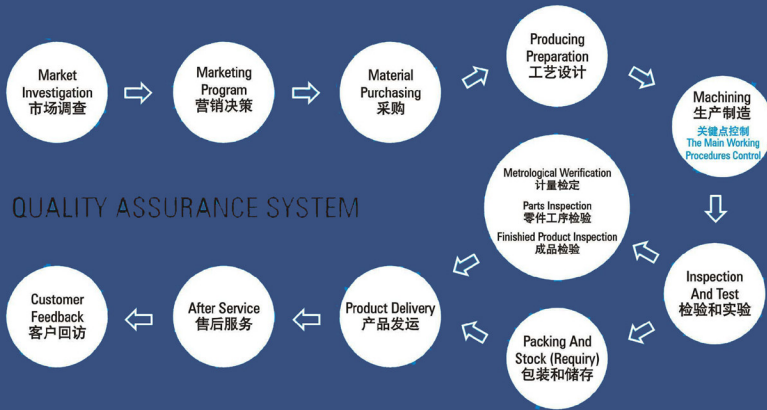 Market
Investigation
市场调查
Marketing
Program
营销决策
Material
Purchasing
采购
Producing
Preparation
工艺设计
Machining
生产制造
关键点控制
The Main Working
Procedures Control
Metrological Werification
计量检定
Parts Inspection
零件工序检验
Finishied Product Inspection
成品检验
QUALITY ASSURANCE SYSTEM
Inspection
And Test
检验和实验
Packing And
Stock (Requiry)
包装和储存
Product Delivery
产品发运
After Service
售后服务
Customer
Feedback
客户回访